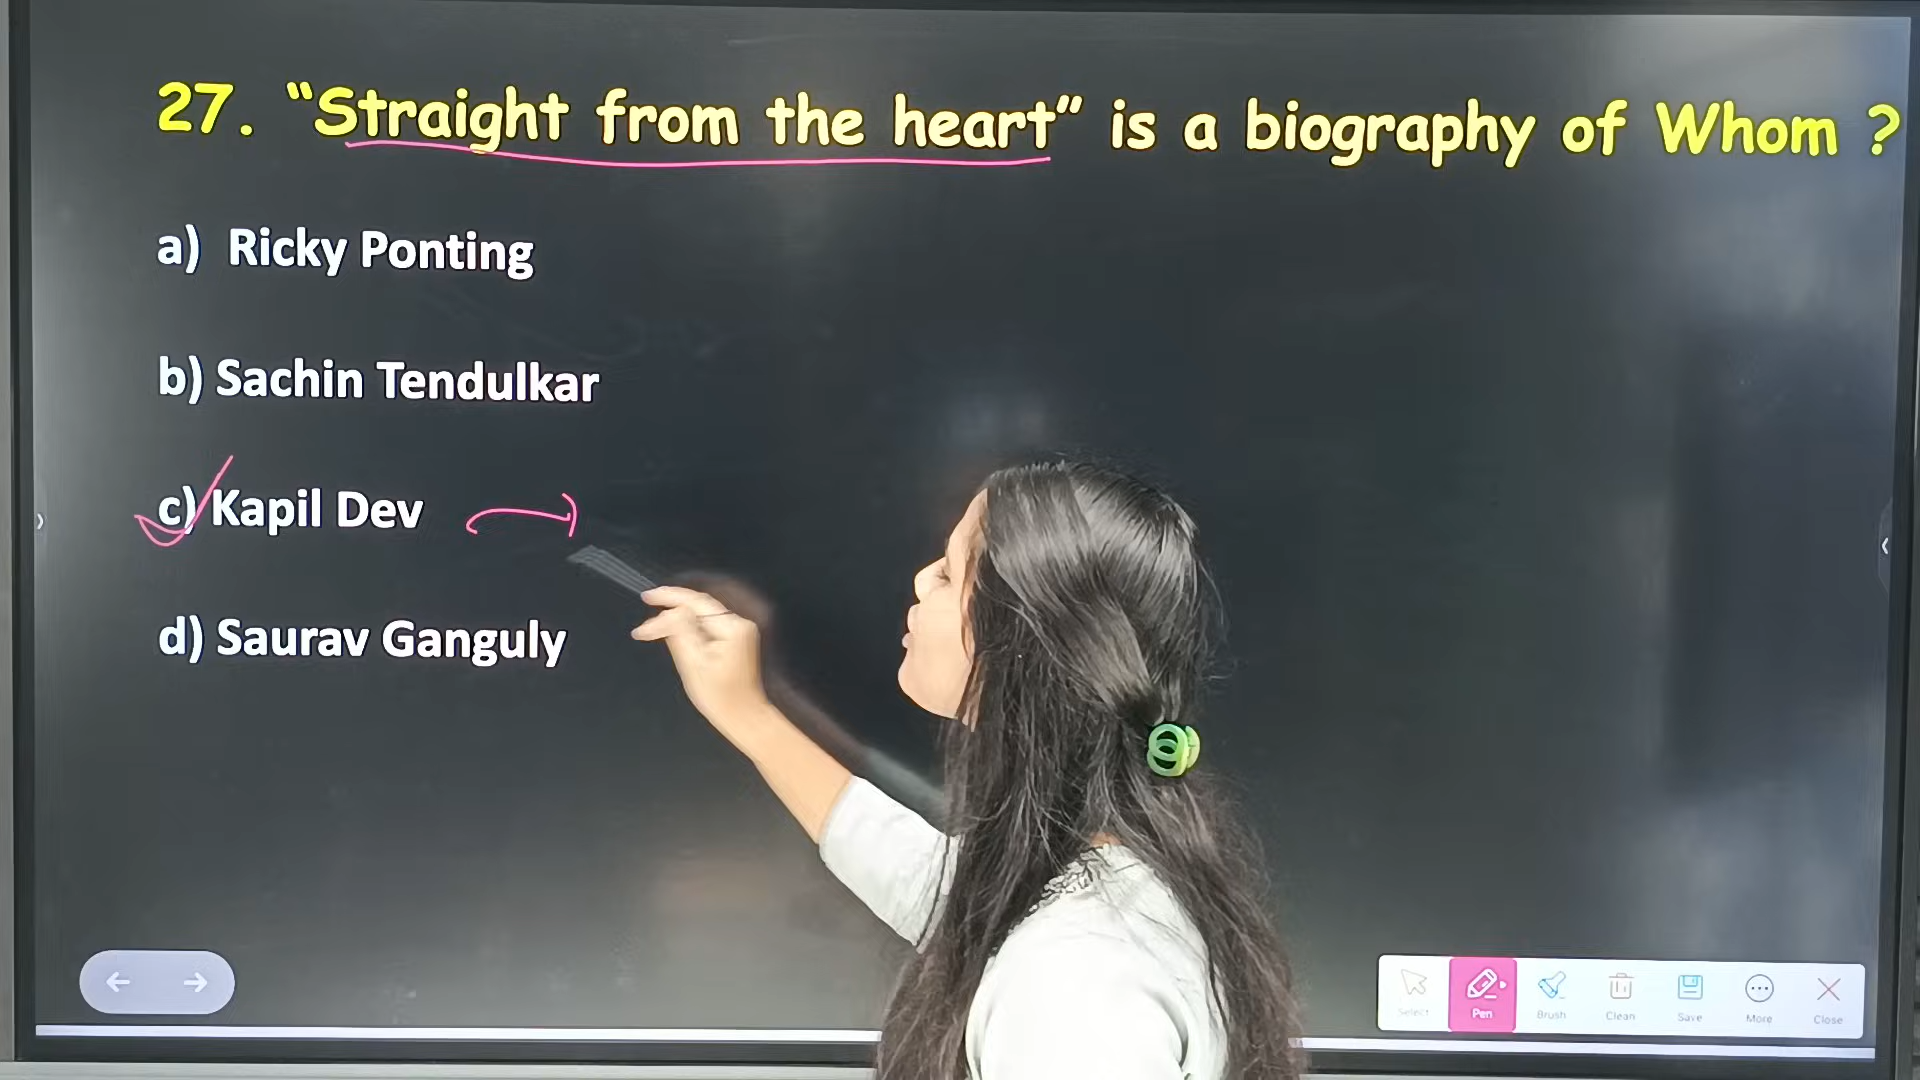 27. “Straight from the heart” is a biography of Whom ?
a) Ricky Ponting
b) Sachin Tendulkar
c) Kapil Dev
d) Saurav Ganguly
Select Pen Brush Clean Save More Close